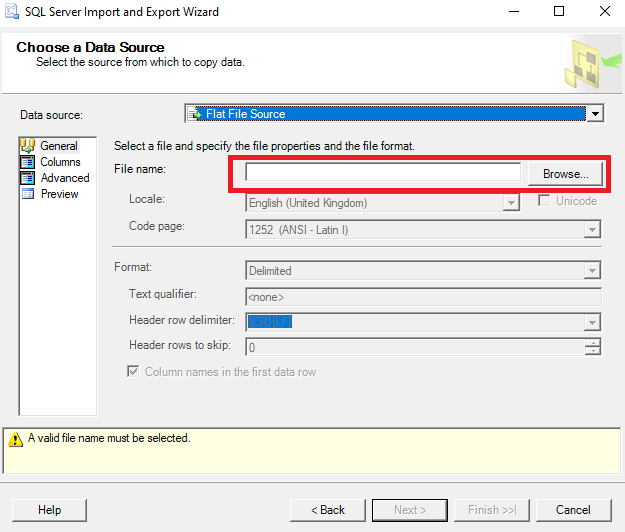 SQL Server Import and Export Wizard
Choose a Data Source
Select the source from which to copy data.
Data source: Flat File Source
General
Columns
Advanced
Preview
Select a file and specify the file properties and the file format.
File name: Browse...
Locale: English (United Kingdom) Unicode
Code page: 1252 (ANSI - Latin I)
Format: Delimited
Text qualifier: <none>
Header row delimiter: {CR}{LF}
Header rows to skip: 0
Column names in the first data row
A valid file name must be selected.
Help < Back Next > Finish >>| Cancel